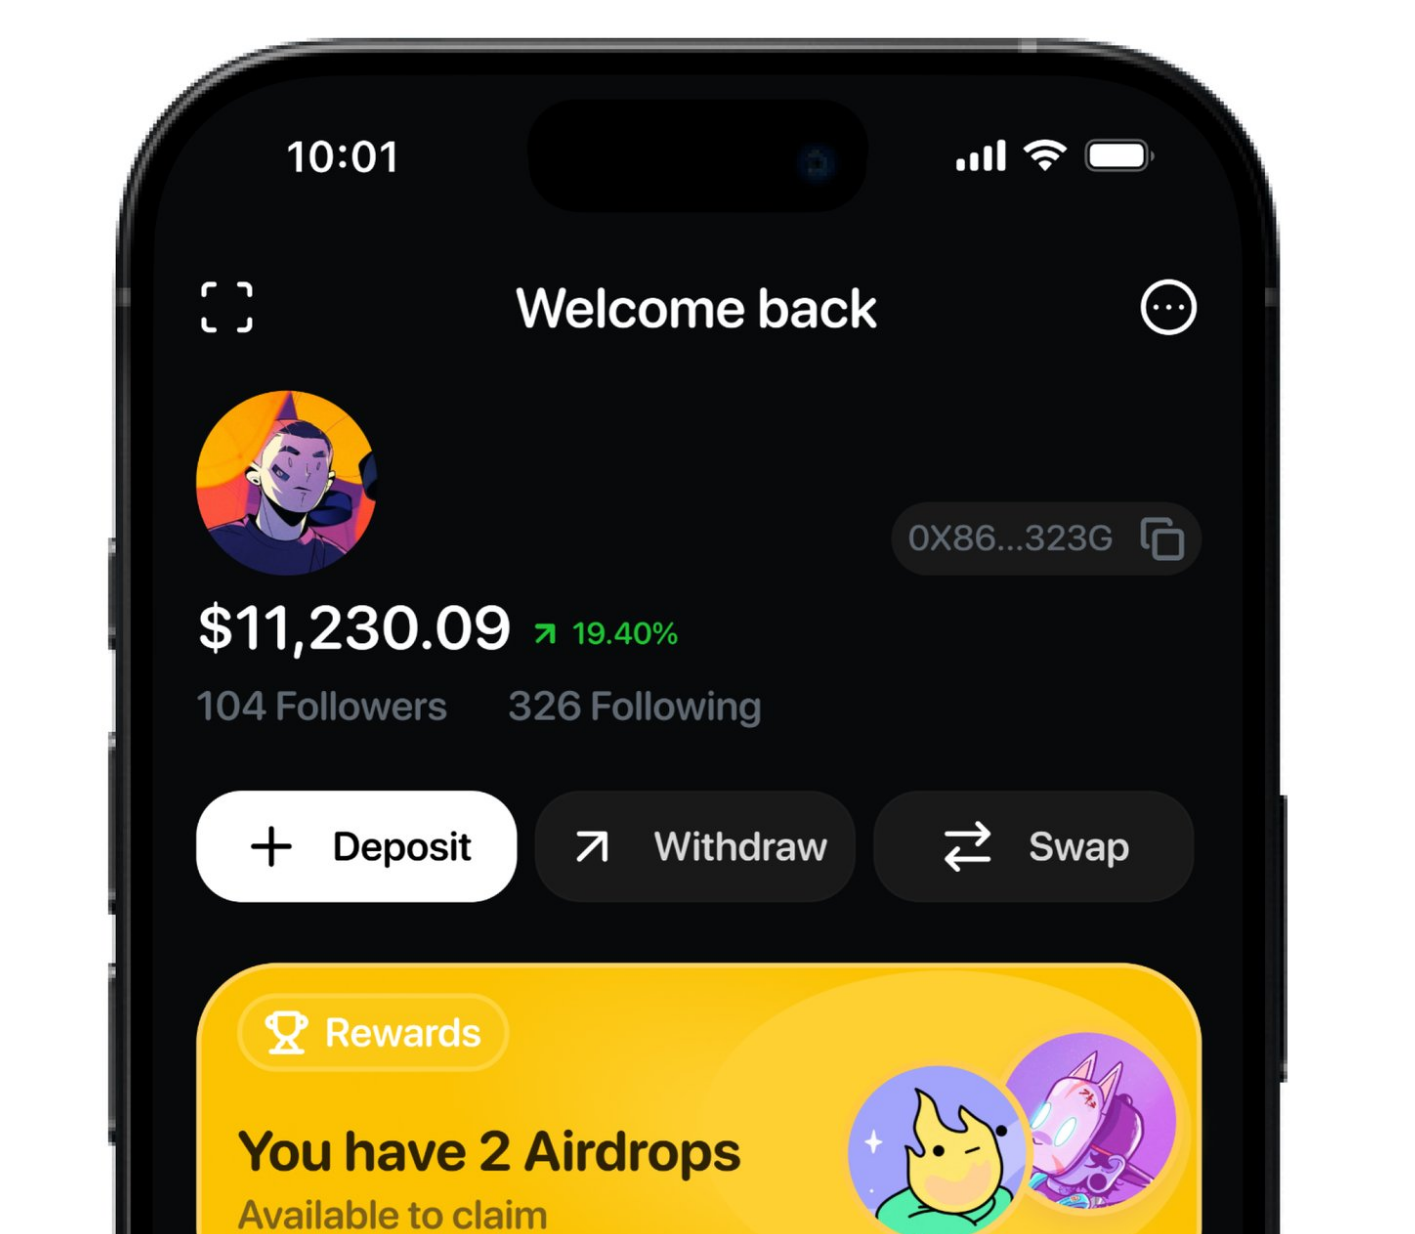 10:01
Welcome back
0X86...323G
$11,230.09 19.40%
104 Followers 326 Following
Deposit Withdraw Swap
Rewards
You have 2 Airdrops
Available to claim